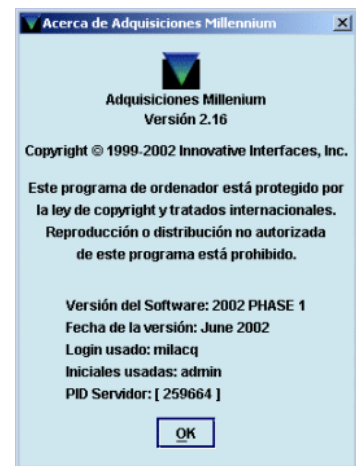 Acerca de Adquisiciones Millennium
Adquisiciones Millenium
Versión 2.16
Copyright © 1999-2002 Innovative Interfaces, Inc.
Este programa de ordenador está protegido por
la ley de copyright y tratados internacionales.
Reproducción o distribución no autorizada
de este programa está prohibido.
Versión del Software: 2002 PHASE 1
Fecha de la versión: June 2002
Login usado: milacq
Iniciales usadas: admin
PID Servidor: [ 259664 ]
OK